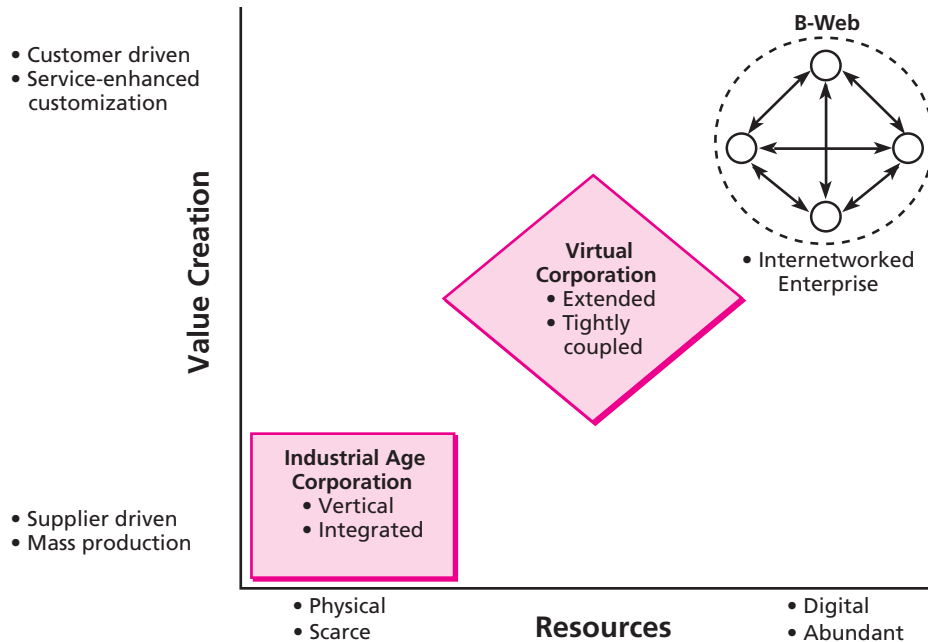 B-Web
• Customer driven
• Service-enhanced
customization
Value Creation
Virtual
Corporation
• Extended
• Tightly
coupled
• Internetworked
Enterprise
Industrial Age
Corporation
• Vertical
• Integrated
• Supplier driven
• Mass production
• Physical
• Scarce
Resources
• Digital
• Abundant